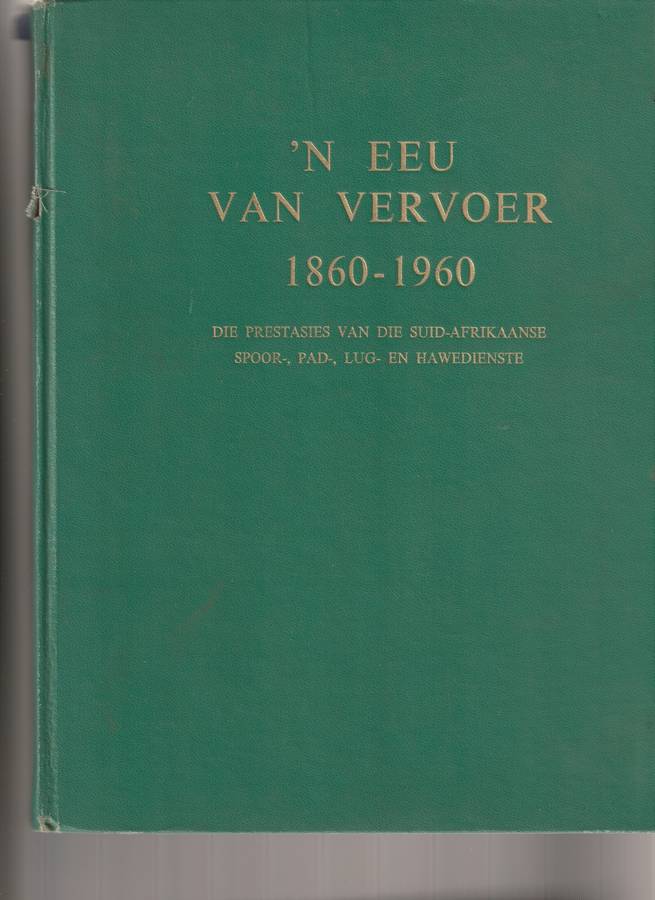 'N EEU
VAN VERVOER
1860-1960
DIE PRESTASIES VAN DIE SUID-AFRIKAANSE
SPOOR-, PAD-, LUG- EN HAWEDIENSTE